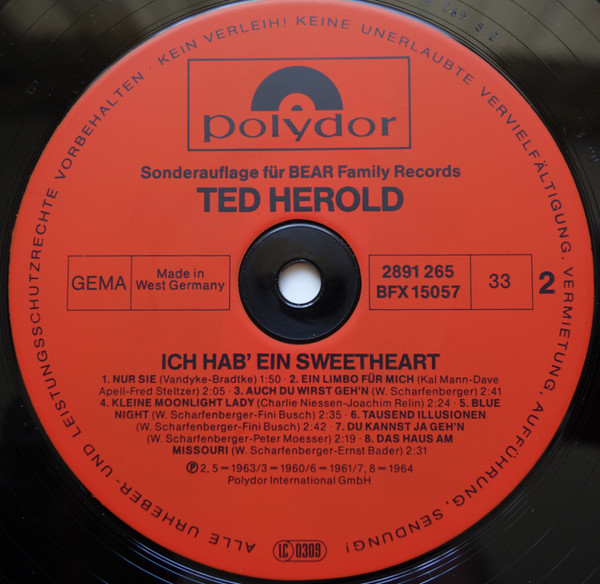 ALLE URHEBER- UND LEISTUNGSSCHUTZRECHTE VORBEHALTEN · KEIN VERLEIH! KEINE UNERLAUBTE VERVIELFÄLTIGUNG, VERMIETUNG, AUFFÜHRUNG, SENDUNG!
polydor
Sonderauflage für BEAR Family Records
TED HEROLD
GEMA
Made in
West Germany
2891 265
BFX 15057
33
2
ICH HAB' EIN SWEETHEART
1. NUR SIE (Vandyke-Bradtke) 1:50 · 2. EIN LIMBO FÜR MICH (Kal Mann-Dave
Apell-Fred Steltzer) 2:05 · 3. AUCH DU WIRST GEH'N (W. Scharfenberger) 2:41
4. KLEINE MOONLIGHT LADY (Charlie Niessen-Joachim Relin) 2:24 · 5. BLUE
NIGHT (W. Scharfenberger-Fini Busch) 2:35 · 6. TAUSEND ILLUSIONEN
(W. Scharfenberger-Fini Busch) 2:42 · 7. DU KANNST JA GEH'N
(W. Scharfenberger-Peter Moesser) 2:19 · 8. DAS HAUS AM
MISSOURI (W. Scharfenberger-Ernst Bader) 2:31
Ⓟ 2, 5 = 1963/3 = 1960/6 = 1961/7, 8 = 1964
Polydor International GmbH
LC 0309